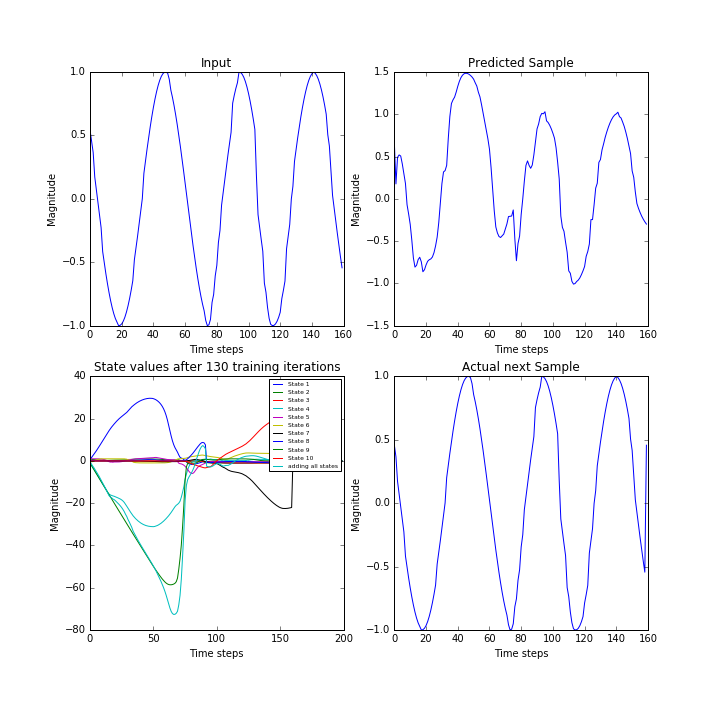 Input
1.0
0.5
0.0
−0.5
−1.0
Magnitude
0 20 40 60 80 100 120 140 160
Time steps
Predicted Sample
1.5
1.0
0.5
0.0
−0.5
−1.0
−1.5
Magnitude
0 20 40 60 80 100 120 140 160
Time steps
State values after 130 training iterations
40
20
0
−20
−40
−60
−80
Magnitude
0 50 100 150 200
Time steps
State 1
State 2
State 3
State 4
State 5
State 6
State 7
State 8
State 9
State 10
adding all states
Actual next Sample
1.0
0.5
0.0
−0.5
−1.0
Magnitude
0 20 40 60 80 100 120 140 160
Time steps